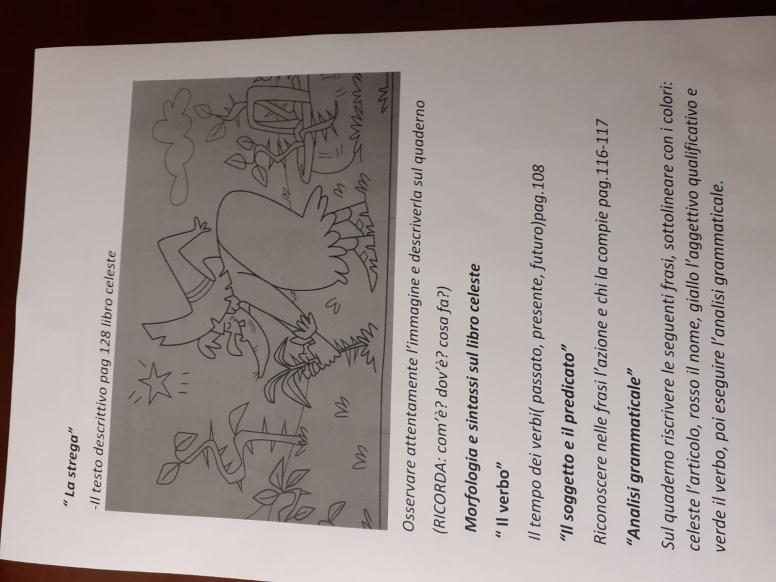 “ La strega”
-Il testo descrittivo pag 128 libro celeste
Osservare attentamente l’immagine e descriverla sul quaderno
(RICORDA: com’è? dov’è? cosa fa?)
Morfologia e sintassi sul libro celeste
“ Il verbo”
Il tempo dei verbi( passato, presente, futuro)pag.108
“Il soggetto e il predicato”
Riconoscere nelle frasi l’azione e chi la compie pag.116-117
“Analisi grammaticale”
Sul quaderno riscrivere le seguenti frasi, sottolineare con i colori:
celeste l’articolo, rosso il nome, giallo l’aggettivo qualificativo e
verde il verbo, poi eseguire l’analisi grammaticale.